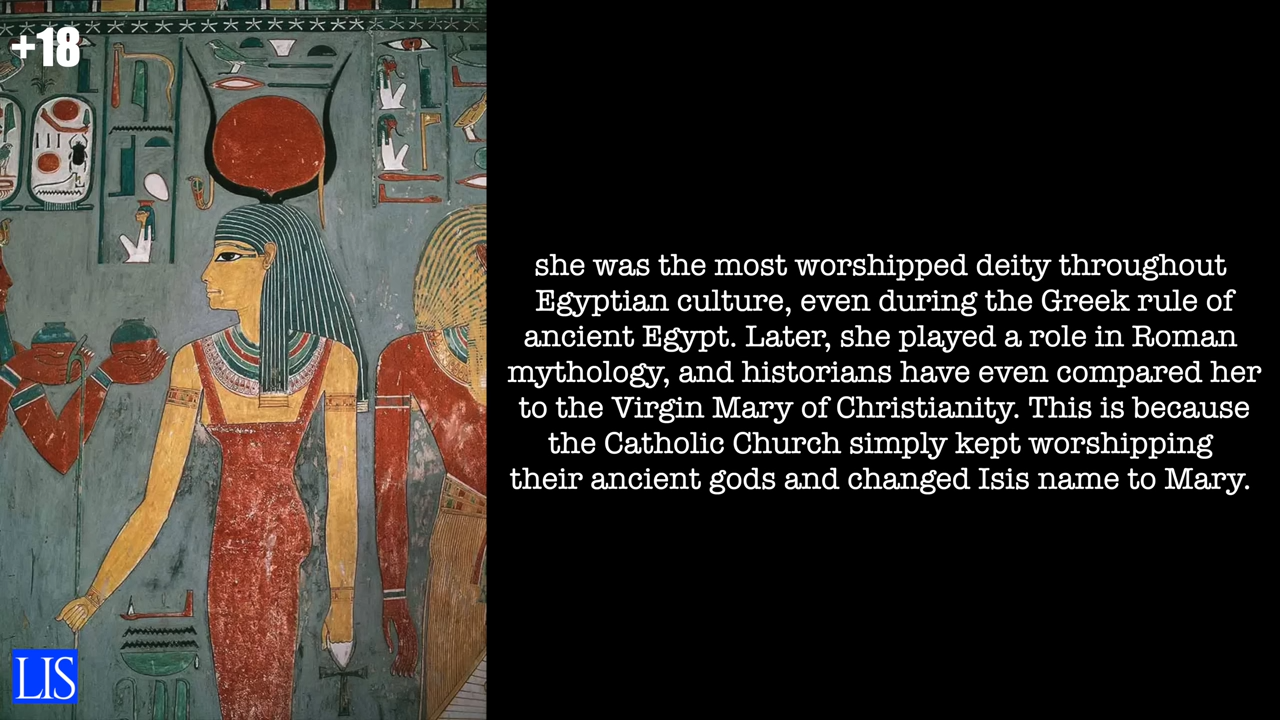 +18
she was the most worshipped deity throughout
Egyptian culture, even during the Greek rule of
ancient Egypt. Later, she played a role in Roman
mythology, and historians have even compared her
to the Virgin Mary of Christianity. This is because
the Catholic Church simply kept worshipping
their ancient gods and changed Isis name to Mary.
LIS